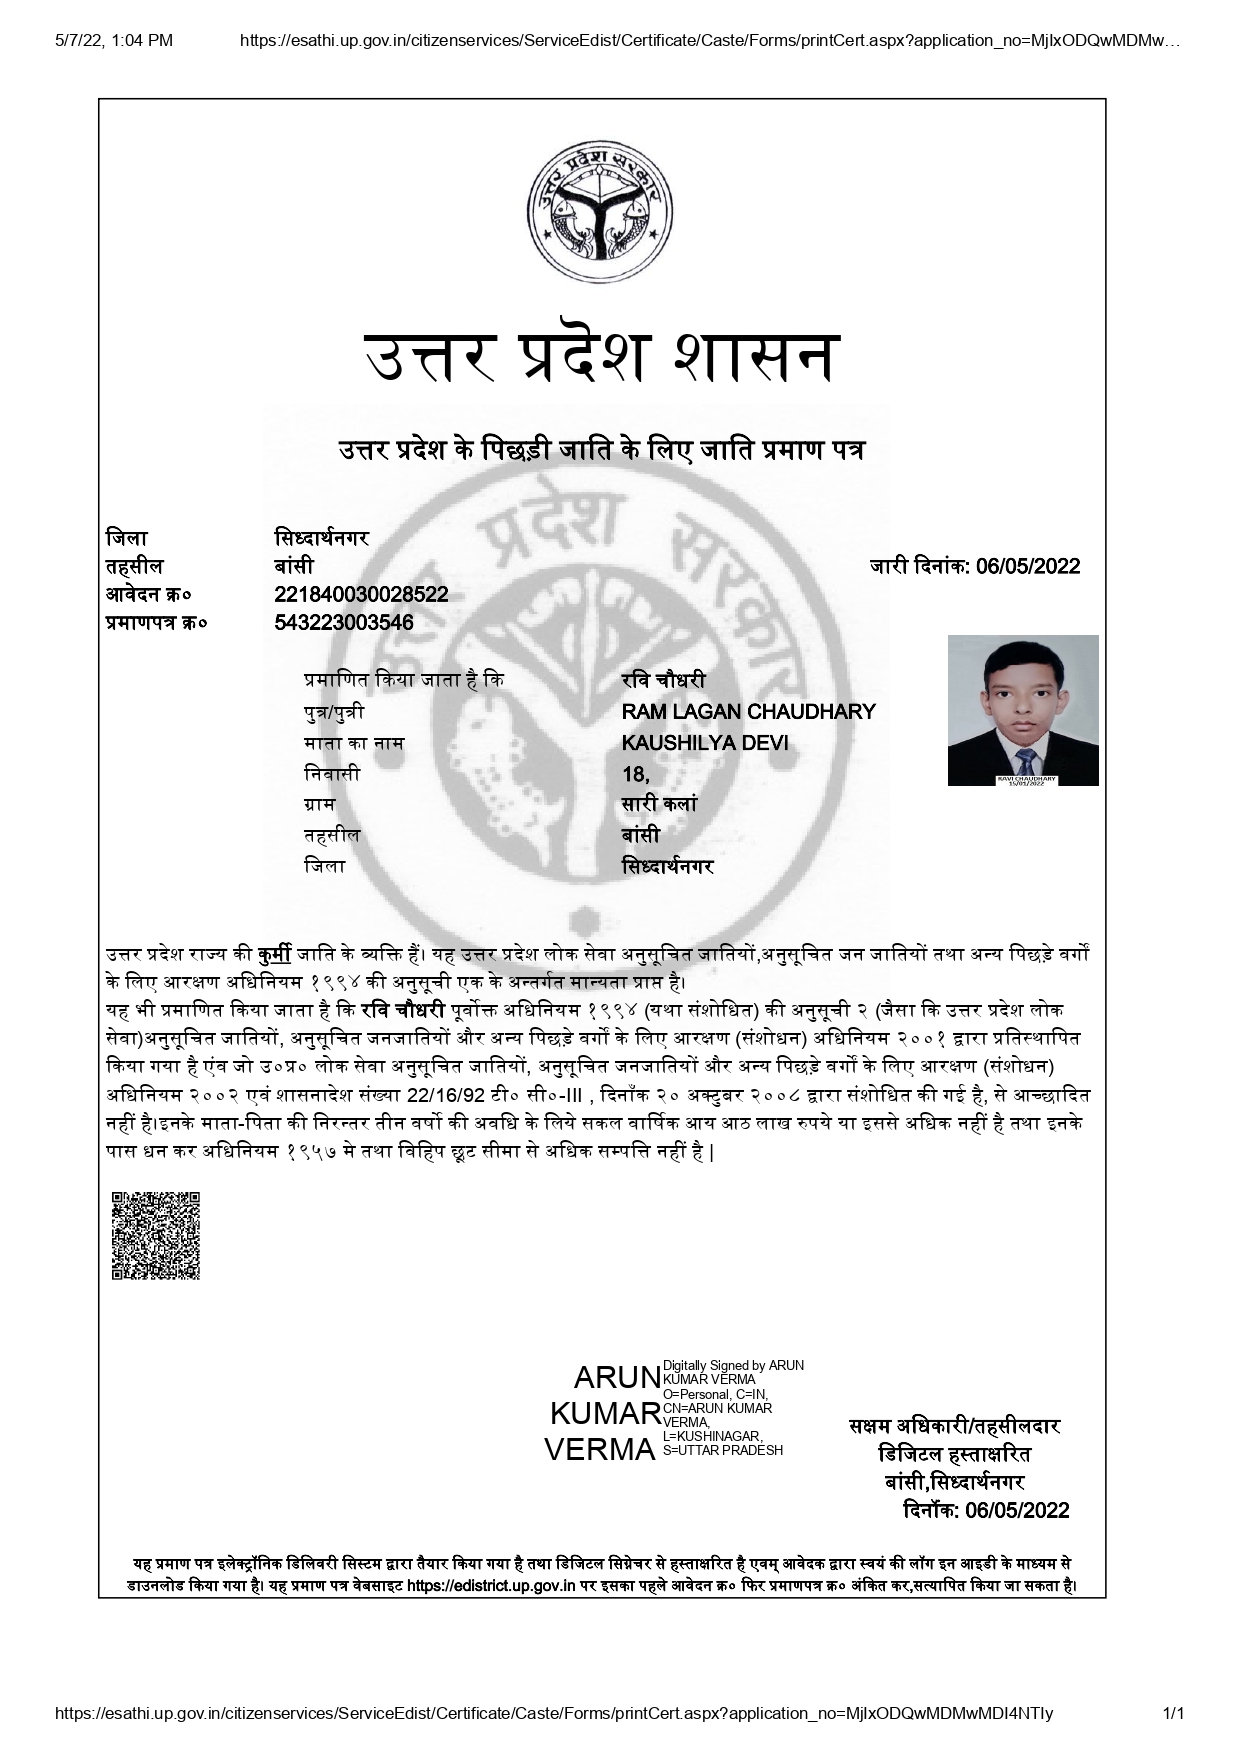 5/7/22, 1:04 PM https://esathi.up.gov.in/citizenservices/ServiceEdist/Certificate/Caste/Forms/printCert.aspx?application_no=MjIxODQwMDMw…
उत्तर प्रदेश सरकार
उत्तर प्रदेश शासन
उत्तर प्रदेश के पिछड़ी जाति के लिए जाति प्रमाण पत्र
उत्तर प्रदेश सरकार
जिला सिध्दार्थनगर
तहसील बांसी जारी दिनांक: 06/05/2022
आवेदन क्र० 221840030028522
प्रमाणपत्र क्र० 543223003546
प्रमाणित किया जाता है कि रवि चौधरी
पुत्र/पुत्री RAM LAGAN CHAUDHARY
माता का नाम KAUSHILYA DEVI
निवासी 18,
ग्राम सारी कलां
तहसील बांसी
जिला सिध्दार्थनगर
RAVI CHAUDHARY
15/01/2022
उत्तर प्रदेश राज्य की कुर्मी जाति के व्यक्ति हैं। यह उत्तर प्रदेश लोक सेवा अनुसूचित जातियों,अनुसूचित जन जातियों तथा अन्य पिछड़े वर्गों
के लिए आरक्षण अधिनियम १९९४ की अनुसूची एक के अन्तर्गत मान्यता प्राप्त है।
यह भी प्रमाणित किया जाता है कि रवि चौधरी पूर्वोक्त अधिनियम १९९४ (यथा संशोधित) की अनुसूची २ (जैसा कि उत्तर प्रदेश लोक
सेवा)अनुसूचित जातियों, अनुसूचित जनजातियों और अन्य पिछड़े वर्गों के लिए आरक्षण (संशोधन) अधिनियम २००१ द्वारा प्रतिस्थापित
किया गया है एंव जो उ०प्र० लोक सेवा अनुसूचित जातियों, अनुसूचित जनजातियों और अन्य पिछड़े वर्गों के लिए आरक्षण (संशोधन)
अधिनियम २००२ एवं शासनादेश संख्या 22/16/92 टी० सी०-III , दिनाँक २० अक्टुबर २००८ द्वारा संशोधित की गई है, से आच्छादित
नहीं है।इनके माता-पिता की निरन्तर तीन वर्षो की अवधि के लिये सकल वार्षिक आय आठ लाख रुपये या इससे अधिक नहीं है तथा इनके
पास धन कर अधिनियम १९५७ मे तथा विहिप छूट सीमा से अधिक सम्पत्ति नहीं है |
ARUN KUMAR VERMA
Digitally Signed by ARUN
KUMAR VERMA
O=Personal, C=IN,
CN=ARUN KUMAR
VERMA,
L=KUSHINAGAR,
S=UTTAR PRADESH
सक्षम अधिकारी/तहसीलदार
डिजिटल हस्ताक्षरित
बांसी,सिध्दार्थनगर
दिनॉक: 06/05/2022
यह प्रमाण पत्र इलेक्ट्रॉनिक डिलिवरी सिस्टम द्वारा तैयार किया गया है तथा डिजिटल सिग्नेचर से हस्ताक्षरित है एवम् आवेदक द्वारा स्वयं की लॉग इन आइडी के माध्यम से
डाउनलोड किया गया है। यह प्रमाण पत्र वेबसाइट https://edistrict.up.gov.in पर इसका पहले आवेदन क्र० फिर प्रमाणपत्र क्र० अंकित कर,सत्यापित किया जा सकता है।
https://esathi.up.gov.in/citizenservices/ServiceEdist/Certificate/Caste/Forms/printCert.aspx?application_no=MjIxODQwMDMwMDI4NTIy 1/1